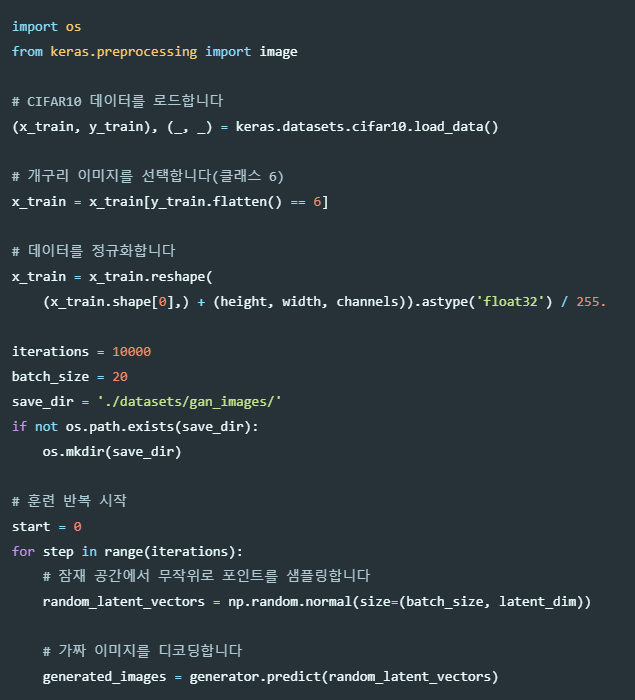 import os
from keras.preprocessing import image
# CIFAR10 데이터를 로드합니다
(x_train, y_train), (_, _) = keras.datasets.cifar10.load_data()
# 개구리 이미지를 선택합니다(클래스 6)
x_train = x_train[y_train.flatten() == 6]
# 데이터를 정규화합니다
x_train = x_train.reshape(
    (x_train.shape[0],) + (height, width, channels)).astype('float32') / 255.
iterations = 10000
batch_size = 20
save_dir = './datasets/gan_images/'
if not os.path.exists(save_dir):
    os.mkdir(save_dir)
# 훈련 반복 시작
start = 0
for step in range(iterations):
    # 잠재 공간에서 무작위로 포인트를 샘플링합니다
    random_latent_vectors = np.random.normal(size=(batch_size, latent_dim))
    # 가짜 이미지를 디코딩합니다
    generated_images = generator.predict(random_latent_vectors)